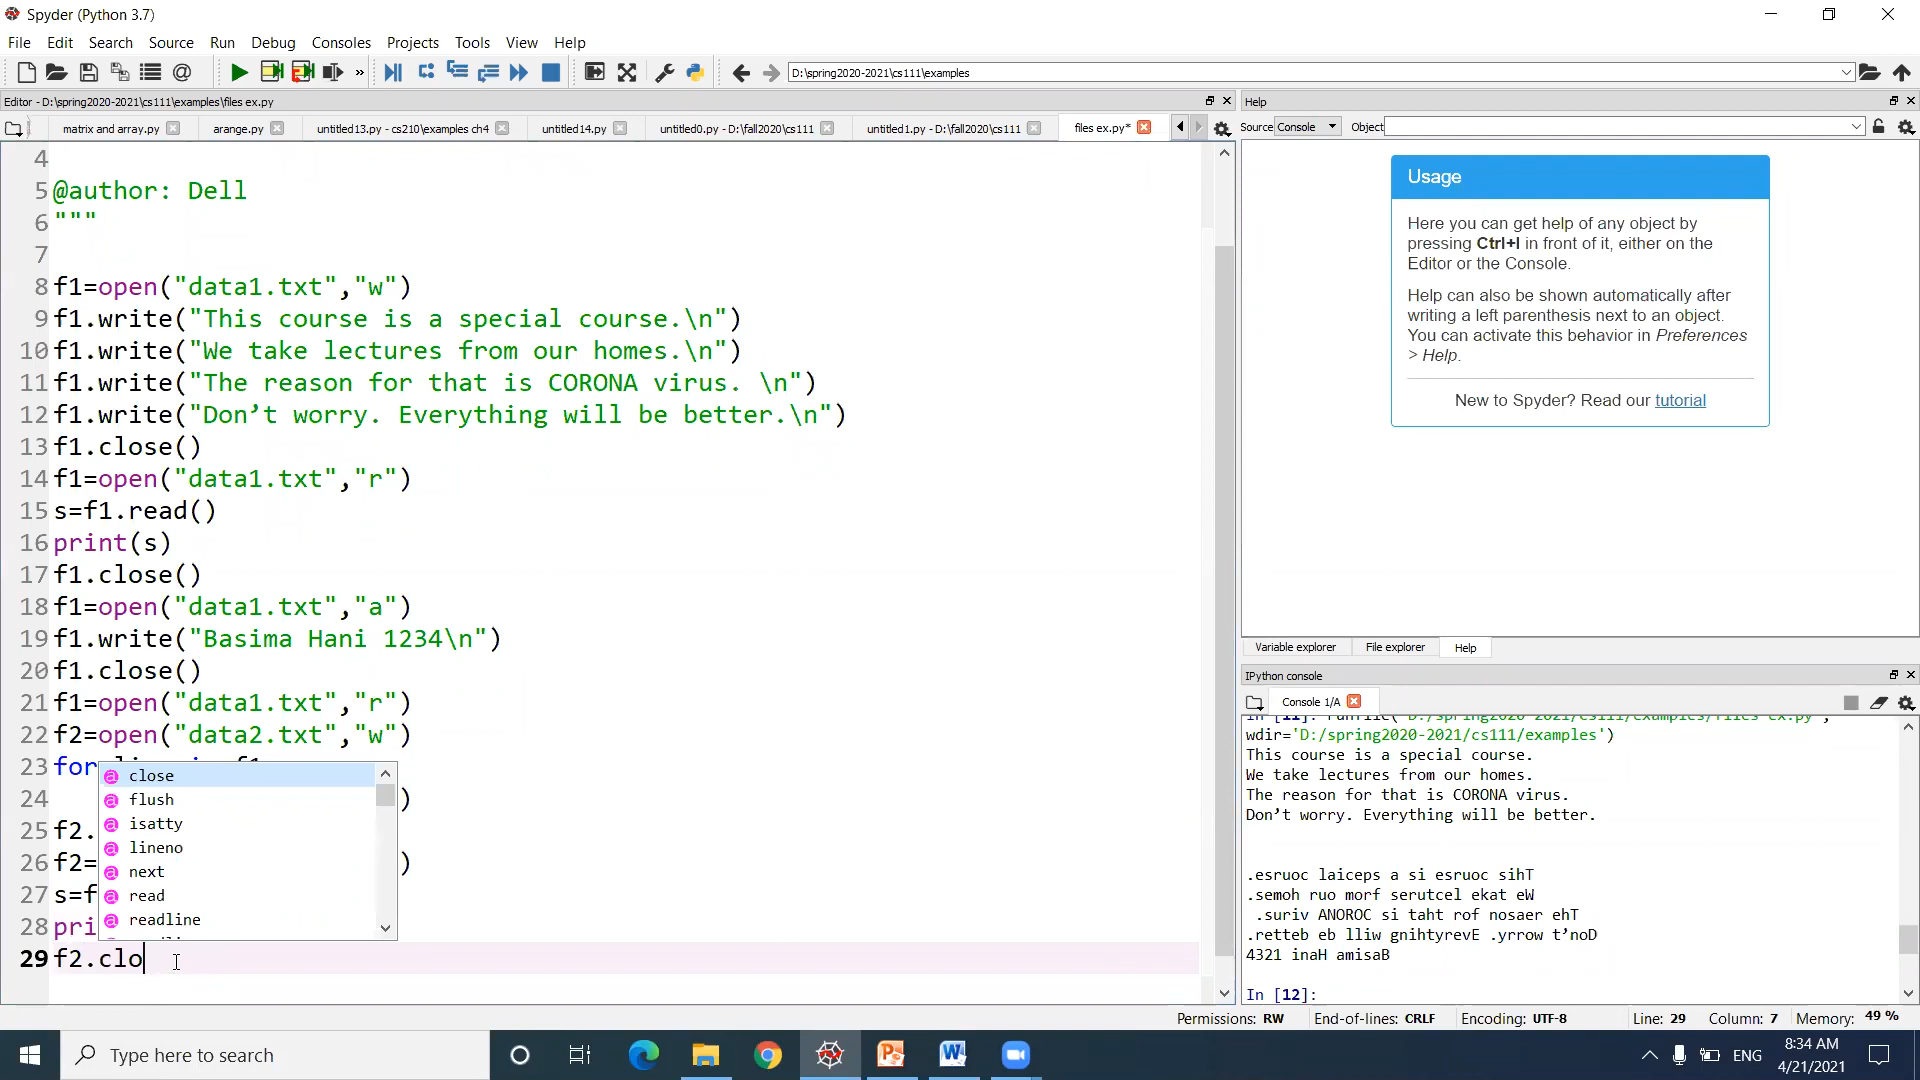 Spyder (Python 3.7)
File Edit Search Source Run Debug Consoles Projects Tools View Help
D:\spring2020-2021\cs111\examples
Editor - D:\spring2020-2021\cs111\examples\files ex.py
matrix and array.py arange.py untitled13.py - cs210\examples ch4 untitled14.py untitled0.py - D:\fall2020\cs111 untitled1.py - D:\fall2020\cs111 files ex.py*
4
5 @author: Dell
6 """
7
8 f1=open("data1.txt","w")
9 f1.write("This course is a special course.\n")
10 f1.write("We take lectures from our homes.\n")
11 f1.write("The reason for that is CORONA virus. \n")
12 f1.write("Don’t worry. Everything will be better.\n")
13 f1.close()
14 f1=open("data1.txt","r")
15 s=f1.read()
16 print(s)
17 f1.close()
18 f1=open("data1.txt","a")
19 f1.write("Basima Hani 1234\n")
20 f1.close()
21 f1=open("data1.txt","r")
22 f2=open("data2.txt","w")
23 for
24 )
25 f2.
26 f2= )
27 s=f
28 pri
29 f2.clo
close
flush
isatty
lineno
next
read
readline
Help
Source Console Object
Usage
Here you can get help of any object by
pressing Ctrl+I in front of it, either on the
Editor or the Console.
Help can also be shown automatically after
writing a left parenthesis next to an object.
You can activate this behavior in Preferences
> Help.
New to Spyder? Read our tutorial
Variable explorer File explorer Help
IPython console
Console 1/A
In [11]: runfile('D:/spring2020-2021/cs111/examples/files ex.py',
wdir='D:/spring2020-2021/cs111/examples')
This course is a special course.
We take lectures from our homes.
The reason for that is CORONA virus.
Don’t worry. Everything will be better.
.esruoc laiceps a si esruoc sihT
.semoh ruo morf serutcel ekat eW
.suriv ANOROC si taht rof nosaer ehT
.retteb eb lliw gnihtyrevE .yrrow t’noD
4321 inaH amisaB
In [12]:
Permissions: RW End-of-lines: CRLF Encoding: UTF-8 Line: 29 Column: 7 Memory: 49 %
Type here to search
ENG
8:34 AM
4/21/2021